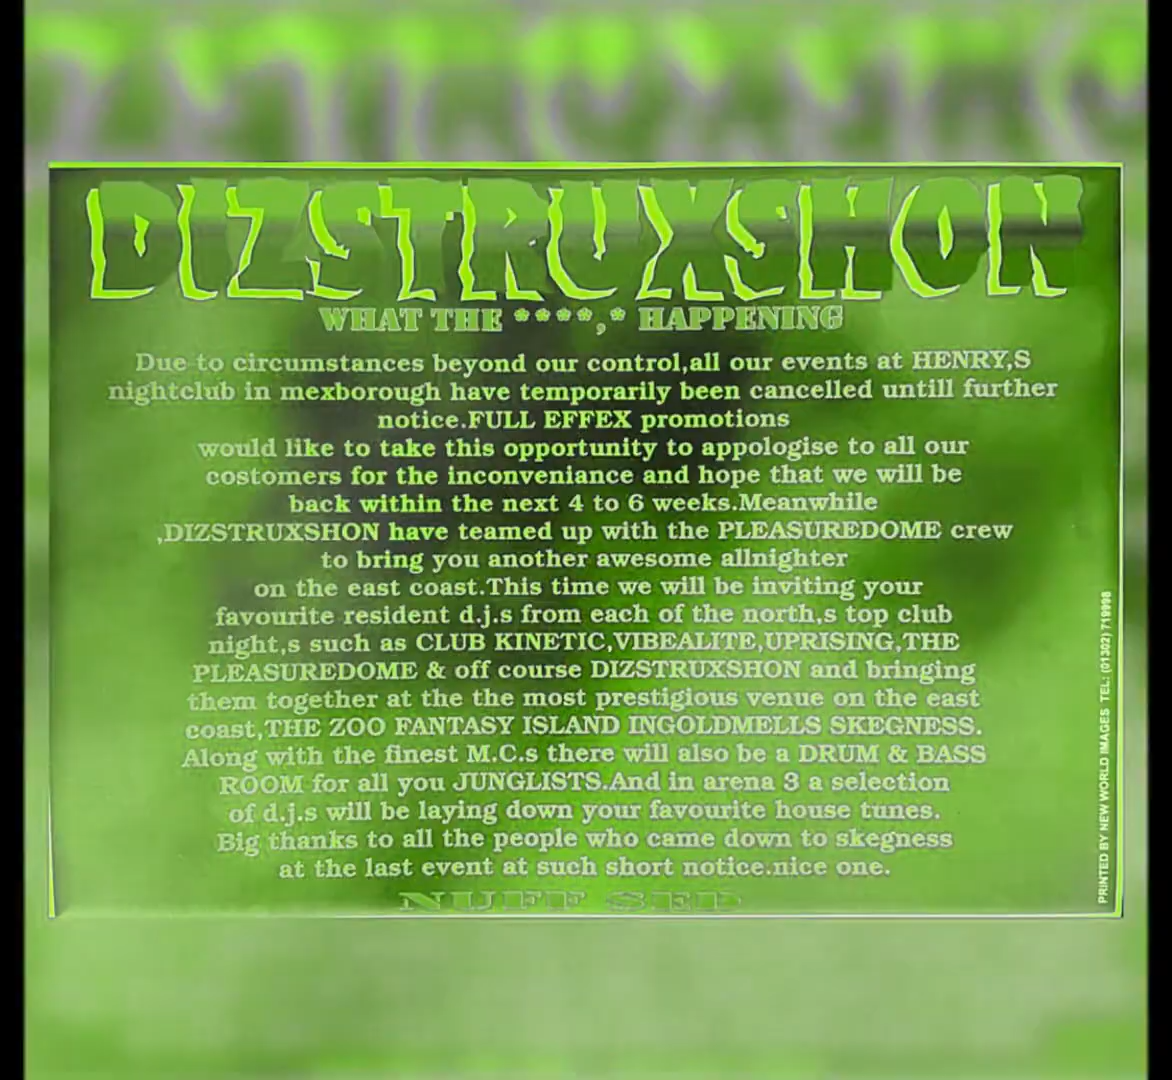 DIZSTRUXSHON
WHAT THE ****,* HAPPENING
Due to circumstances beyond our control,all our events at HENRY,S
nightclub in mexborough have temporarily been cancelled untill further
notice.FULL EFFEX promotions
would like to take this opportunity to appologise to all our
costomers for the inconveniance and hope that we will be
back within the next 4 to 6 weeks.Meanwhile
,DIZSTRUXSHON have teamed up with the PLEASUREDOME crew
to bring you another awesome allnighter
on the east coast.This time we will be inviting your
favourite resident d.j.s from each of the north,s top club
night,s such as CLUB KINETIC,VIBEALITE,UPRISING,THE
PLEASUREDOME & off course DIZSTRUXSHON and bringing
them together at the the most prestigious venue on the east
coast,THE ZOO FANTASY ISLAND INGOLDMELLS SKEGNESS.
Along with the finest M.C.s there will also be a DRUM & BASS
ROOM for all you JUNGLISTS.And in arena 3 a selection
of d.j.s will be laying down your favourite house tunes.
Big thanks to all the people who came down to skegness
at the last event at such short notice.nice one.
NUFF SED
PRINTED BY NEW WORLD IMAGES TEL: (01302) 719998